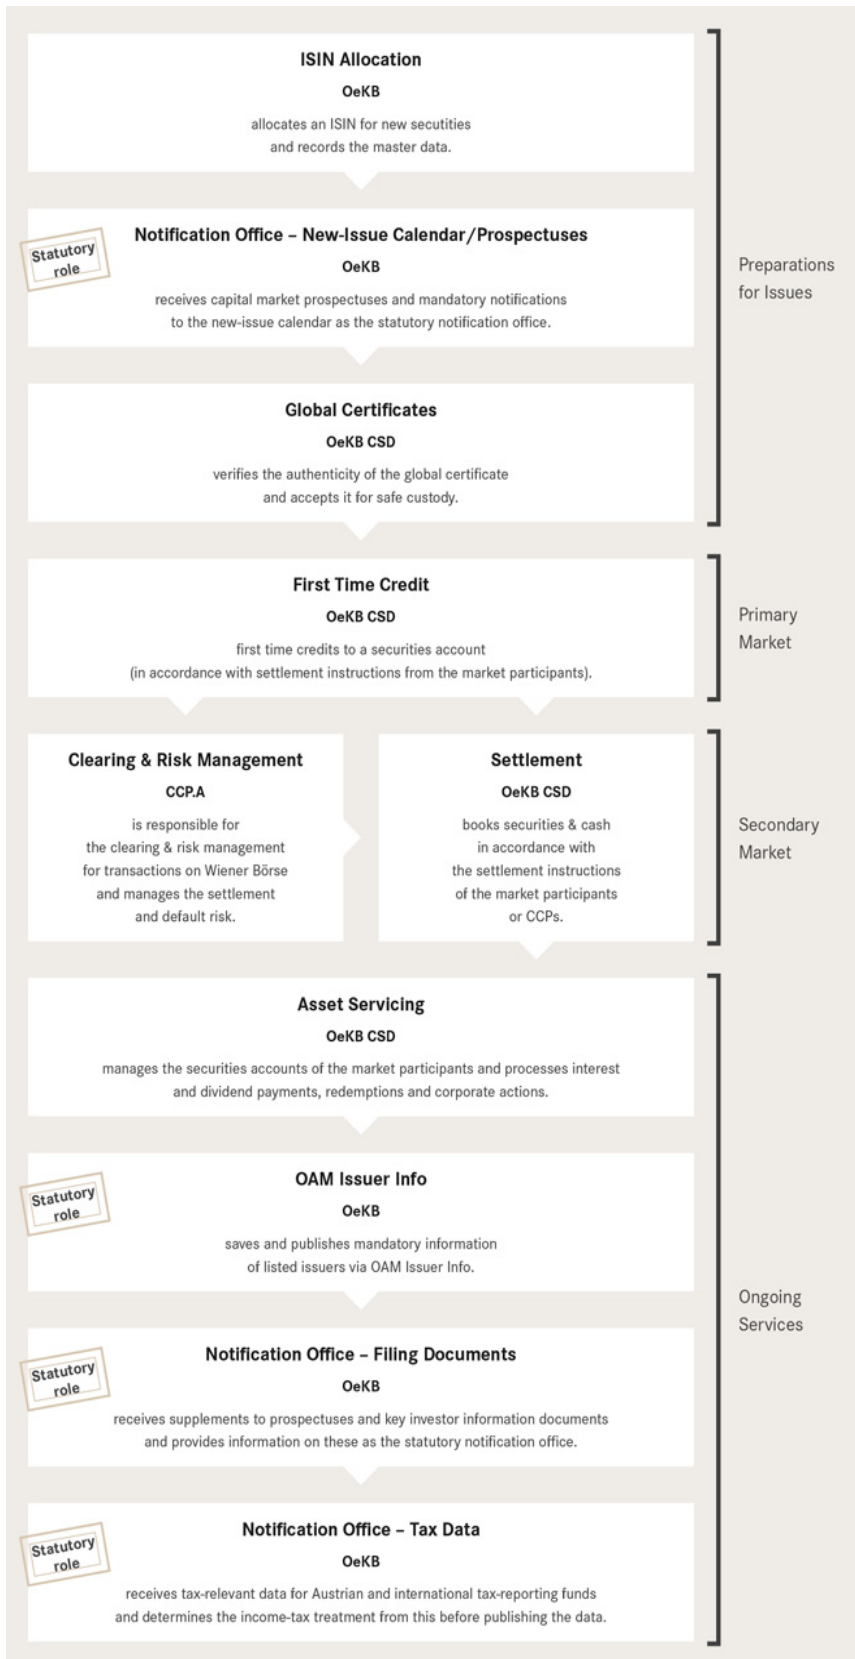 ISIN Allocation
OeKB
allocates an ISIN for new secutities
and records the master data.
Statutory
role
Notification Office – New-Issue Calendar/Prospectuses
OeKB
receives capital market prospectuses and mandatory notifications
to the new-issue calendar as the statutory notification office.
Preparations
for Issues
Global Certificates
OeKB CSD
verifies the authenticity of the global certificate
and accepts it for safe custody.
First Time Credit
OeKB CSD
first time credits to a securities account
(in accordance with settlement instructions from the market participants).
Primary
Market
Clearing & Risk Management
CCP.A
is responsible for
the clearing & risk management
for transactions on Wiener Börse
and manages the settlement
and default risk.
Settlement
OeKB CSD
books securities & cash
in accordance with
the settlement instructions
of the market participants
or CCPs.
Secondary
Market
Asset Servicing
OeKB CSD
manages the securities accounts of the market participants and processes interest
and dividend payments, redemptions and corporate actions.
Statutory
role
OAM Issuer Info
OeKB
saves and publishes mandatory information
of listed issuers via OAM Issuer Info.
Ongoing
Services
Statutory
role
Notification Office – Filing Documents
OeKB
receives supplements to prospectuses and key investor information documents
and provides information on these as the statutory notification office.
Statutory
role
Notification Office – Tax Data
OeKB
receives tax-relevant data for Austrian and international tax-reporting funds
and determines the income-tax treatment from this before publishing the data.